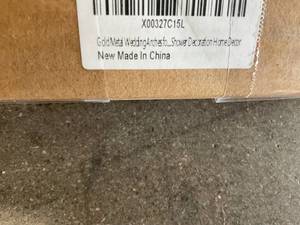 X00327C15L
Gold Metal Wedding Arches fo...Shower Decoration Home Decor
New Made In China